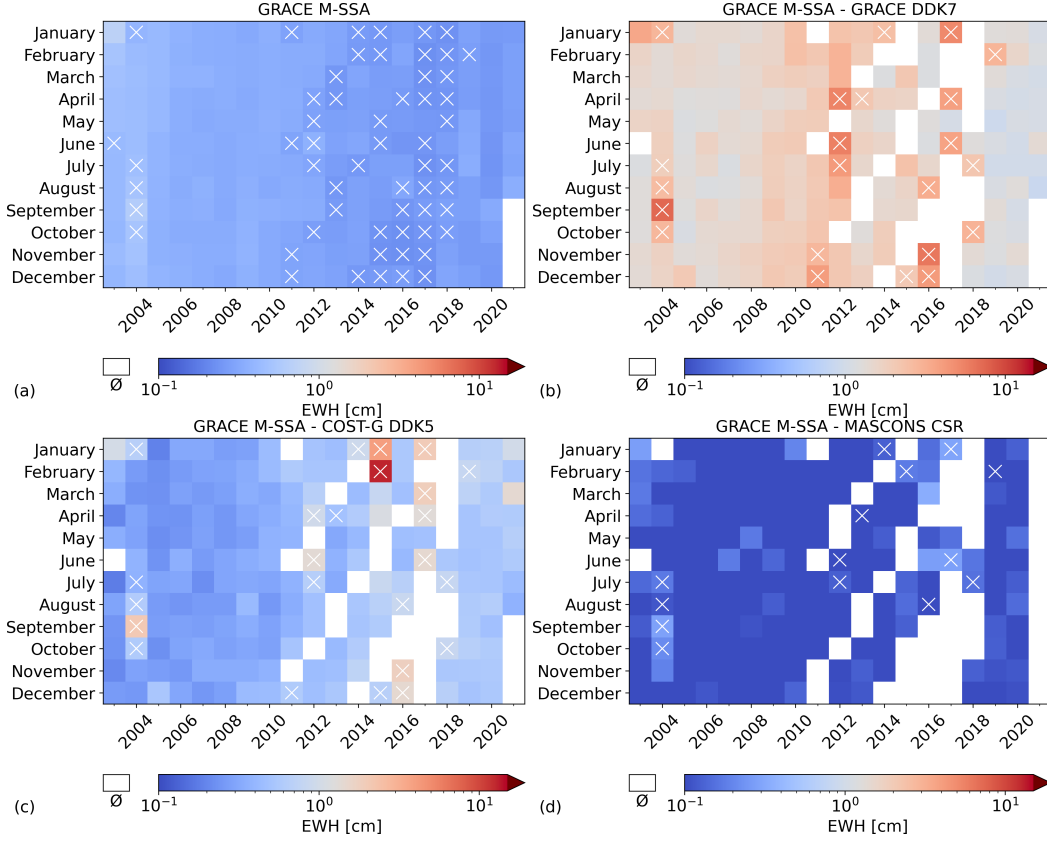 GRACE M-SSA
January
February
March
April
May
June
July
August
September
October
November
December
2004
2006
2008
2010
2012
2014
2016
2018
2020
Ø
10⁻¹
10⁰
10¹
EWH [cm]
(a)
GRACE M-SSA - GRACE DDK7
January
February
March
April
May
June
July
August
September
October
November
December
2004
2006
2008
2010
2012
2014
2016
2018
2020
Ø
10⁻¹
10⁰
10¹
EWH [cm]
(b)
GRACE M-SSA - COST-G DDK5
January
February
March
April
May
June
July
August
September
October
November
December
2004
2006
2008
2010
2012
2014
2016
2018
2020
Ø
10⁻¹
10⁰
10¹
EWH [cm]
(c)
GRACE M-SSA - MASCONS CSR
January
February
March
April
May
June
July
August
September
October
November
December
2004
2006
2008
2010
2012
2014
2016
2018
2020
Ø
10⁻¹
10⁰
10¹
EWH [cm]
(d)